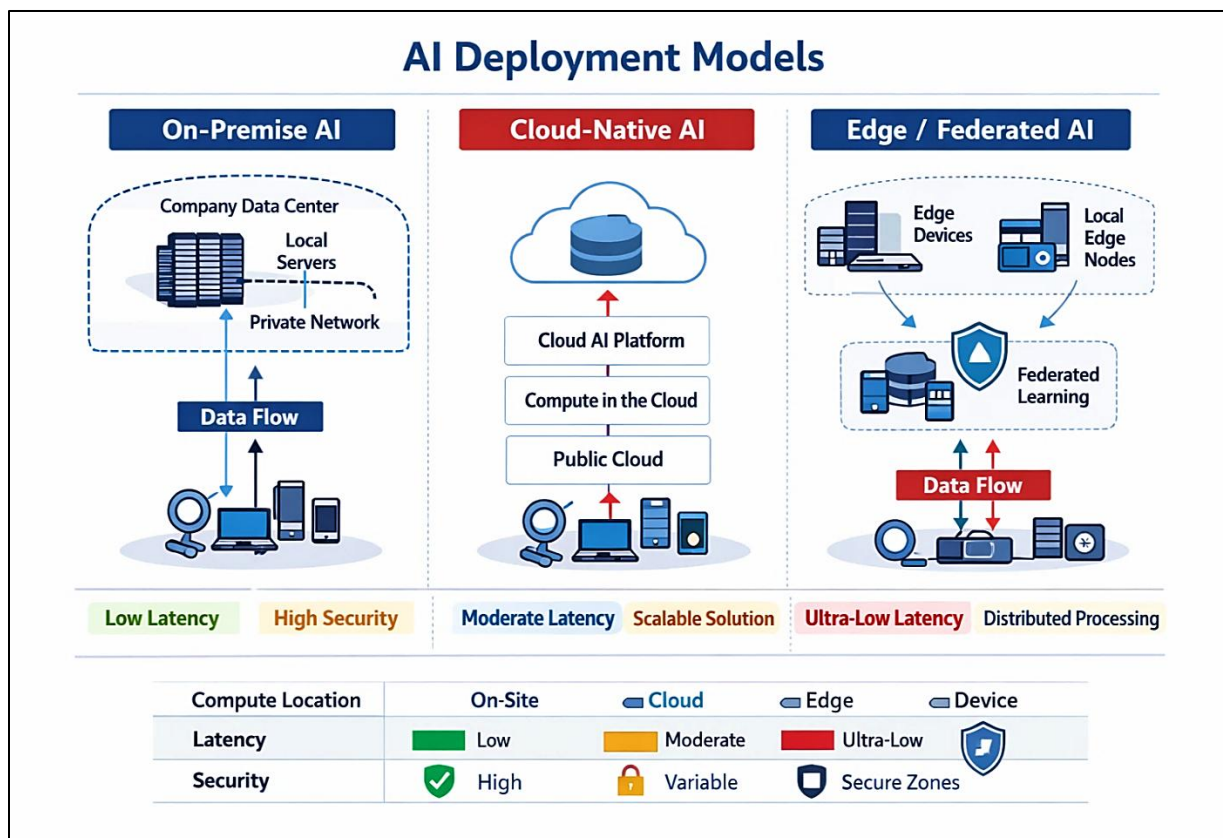 AI Deployment Models
On-Premise AI
Company Data Center
Local
Servers
Private Network
Data Flow
Low Latency
High Security
Cloud-Native AI
Cloud AI Platform
Compute in the Cloud
Public Cloud
Moderate Latency
Scalable Solution
Edge / Federated AI
Edge
Devices
Local
Edge
Nodes
Federated
Learning
Data Flow
Ultra-Low Latency
Distributed Processing
Compute Location On-Site Cloud Edge Device
Latency Low Moderate Ultra-Low
Security High Variable Secure Zones